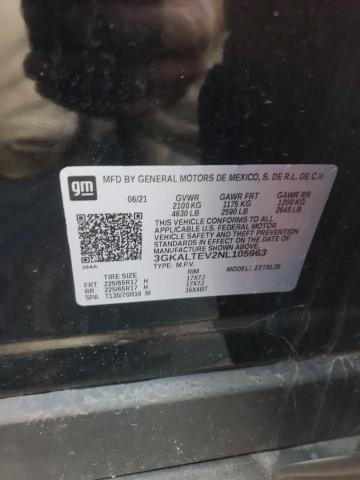 gm
MFD BY GENERAL MOTORS DE MEXICO, S. DE R.L. DE C.V.
06/21 GVWR GAWR FRT GAWR RR
2100 KG 1175 KG 1200 KG
4630 LB 2590 LB 2645 LB
THIS VEHICLE CONFORMS TO ALL
APPLICABLE U.S. FEDERAL MOTOR
VEHICLE SAFETY AND THEFT PREVENTION
STANDARDS IN EFFECT ON THE DATE OF
MANUFACTURE SHOWN ABOVE.
384A 3GKALTEV2NL105963
TYPE: M.P.V. MODEL: 23TXL26
TIRE SIZE RIM
FRT 225/65R17 H 17X7J
RR 225/65R17 H 17X7J
SPA T135/70R16 M 16X4BT